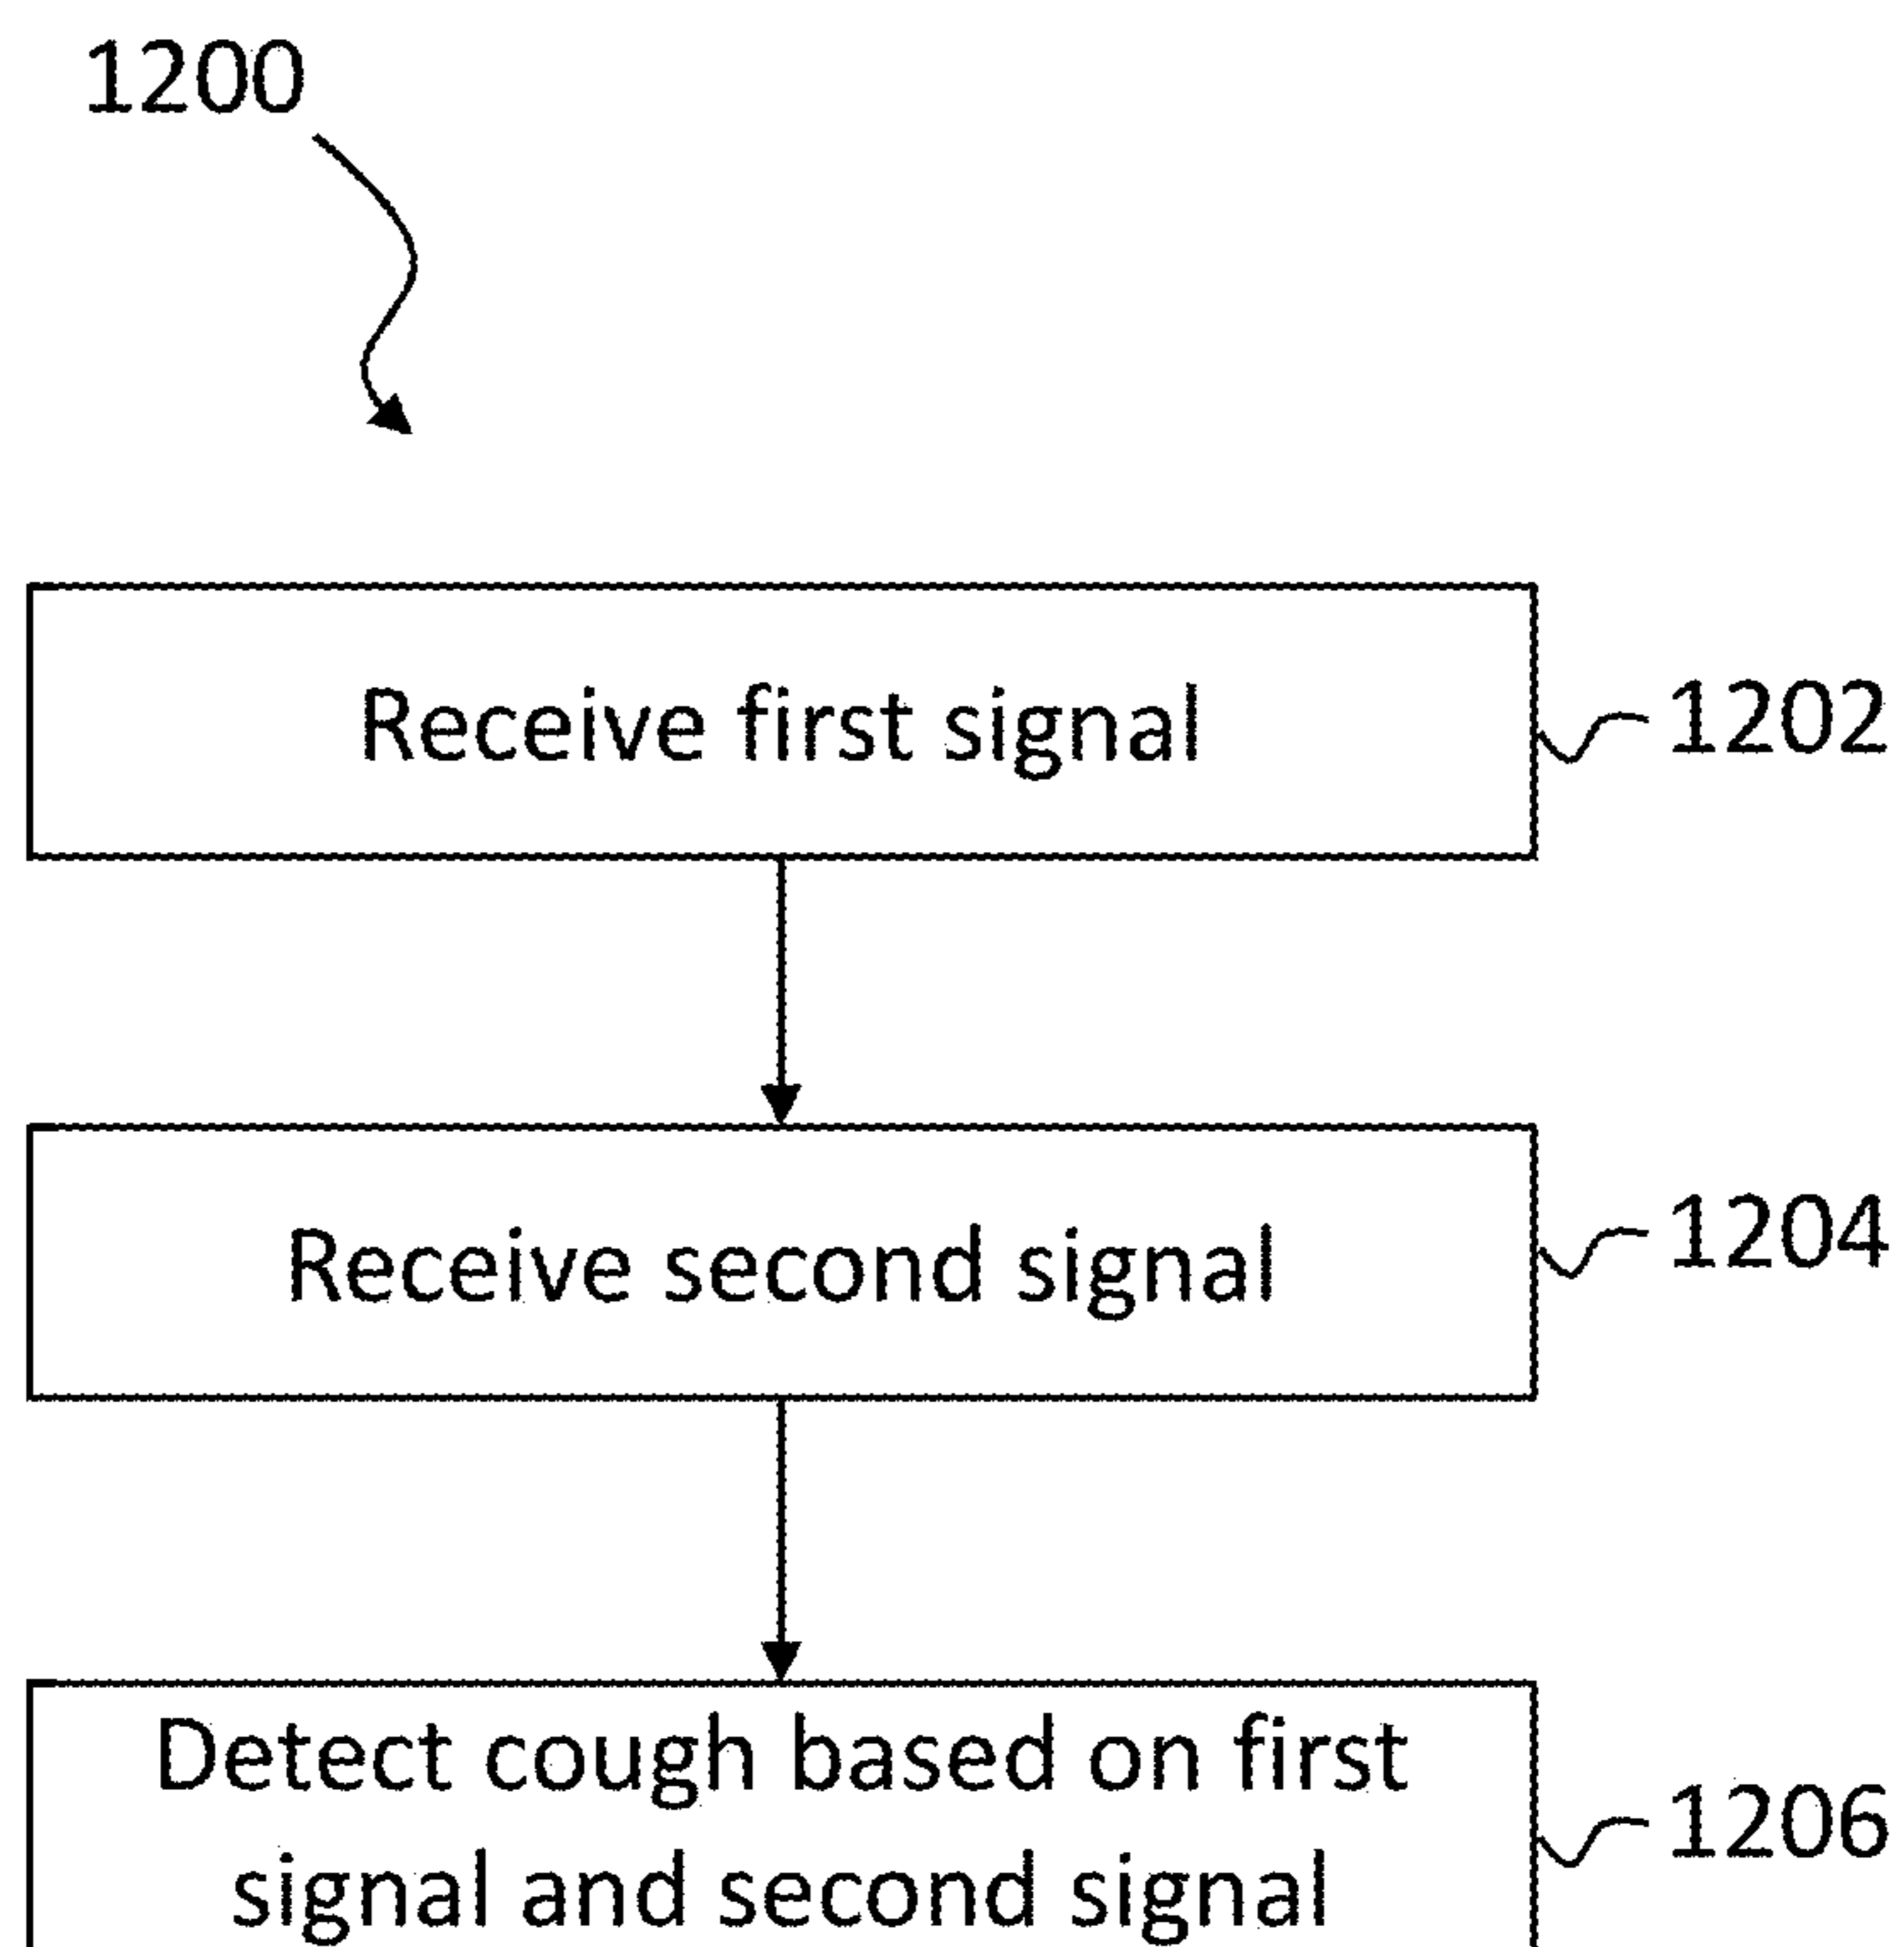 1200
Receive first signal
1202
Receive second signal
1204
Detect cough based on first
signal and second signal
1206